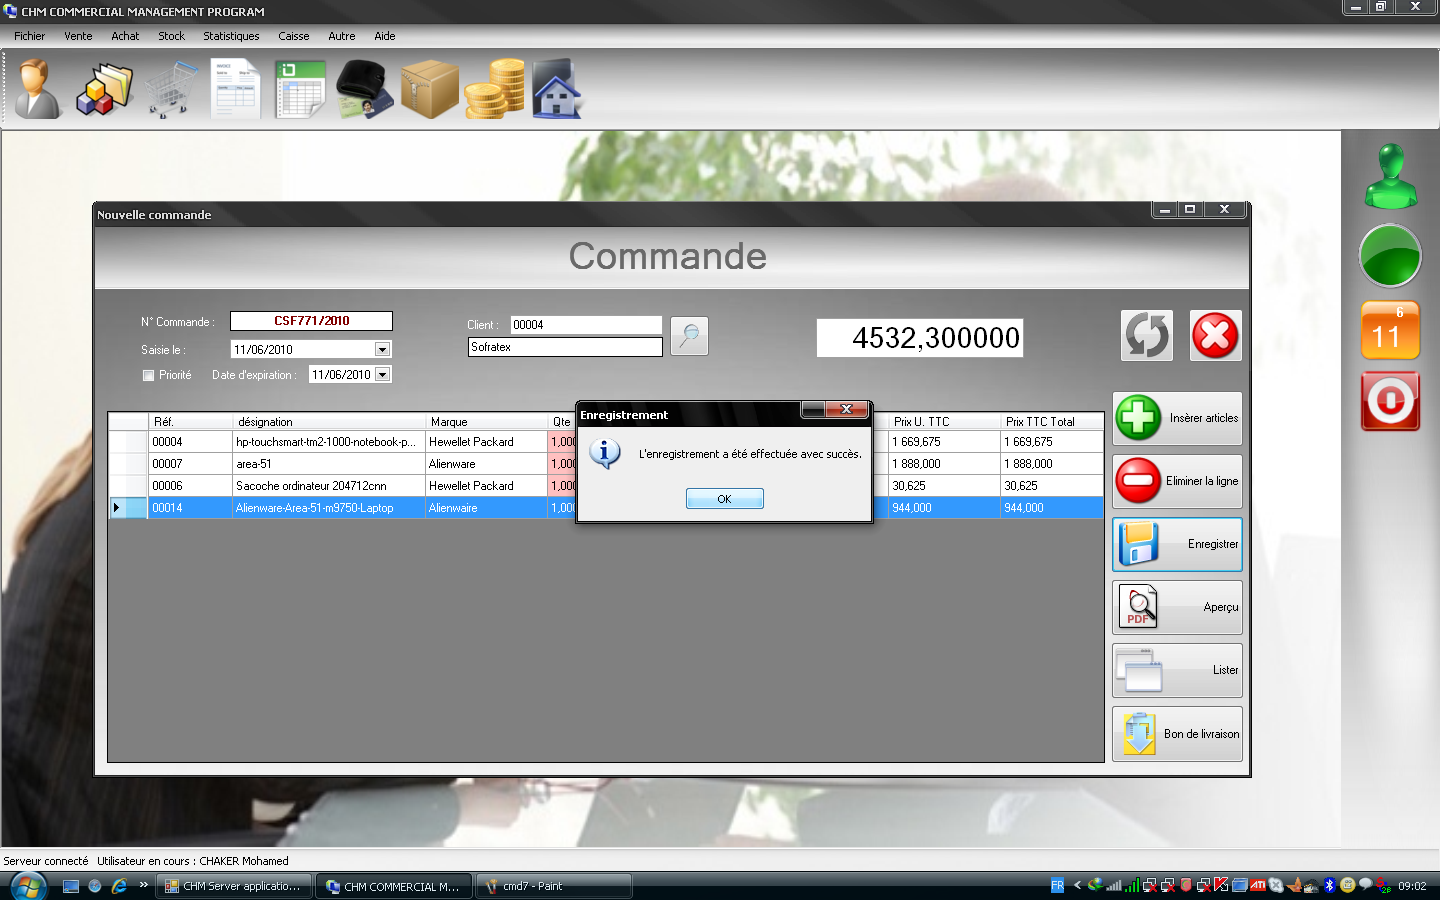 CHM COMMERCIAL MANAGEMENT PROGRAM
Fichier Vente Achat Stock Statistiques Caisse Autre Aide
INVOICE
6
11
Nouvelle commande
Commande
N° Commande : CSF771/2010
Client : 00004
4532,300000
Saisie le : 11/06/2010
Sofratex
Priorité Date d'expiration : 11/06/2010
Réf. désignation Marque Qte Prix U. TTC Prix TTC Total
00004 hp-touchsmart-tm2-1000-notebook-p... Hewellet Packard 1,000 1 669,675 1 669,675
00007 area-51 Alienware 1,000 1 888,000 1 888,000
00006 Sacoche ordinateur 204712cnn Hewellet Packard 1,000 30,625 30,625
00014 Alienware-Area-51-m9750-Laptop Alienwaire 1,000 944,000 944,000
Enregistrement
L'enregistrement a été effectuée avec succès.
OK
Insèrer articles
Eliminer la ligne
Enregistrer
PDF
Aperçu
Lister
Bon de livraison
Serveur connecté Utilisateur en cours : CHAKER Mohamed
CHM Server applicatio... CHM COMMERCIAL M... cmd7 - Paint
FR ATI 09:02